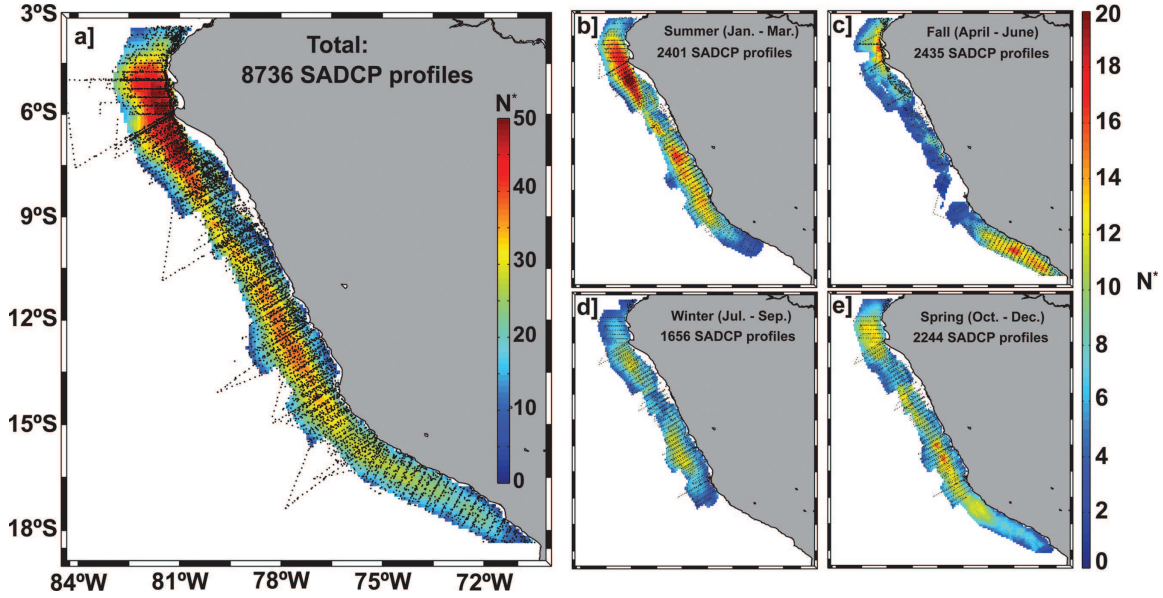 a]
Total:
8736 SADCP profiles
N*
50
40
30
20
10
0
3ºS
6ºS
9ºS
12ºS
15ºS
18ºS
84ºW
81ºW
78ºW
75ºW
72ºW
b]
Summer (Jan. - Mar.)
2401 SADCP profiles
c]
Fall (April - June)
2435 SADCP profiles
d]
Winter (Jul. - Sep.)
1656 SADCP profiles
e]
Spring (Oct. - Dec.)
2244 SADCP profiles
20
18
16
14
12
10
8
6
4
2
0
N*